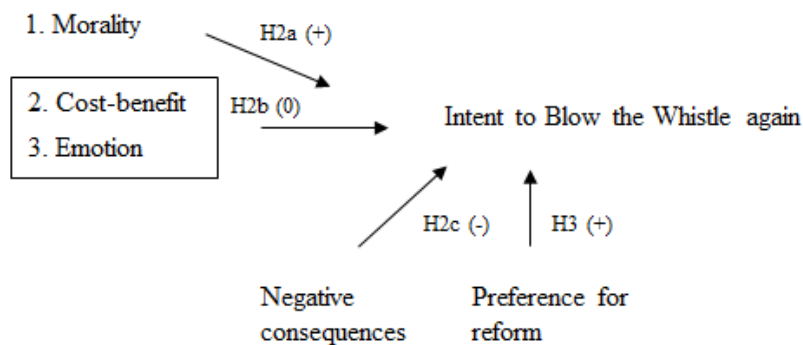 1. Morality
H2a (+)
2. Cost-benefit
H2b (0)
Intent to Blow the Whistle again
3. Emotion
H2c (-)
H3 (+)
Negative
consequences
Preference for
reform